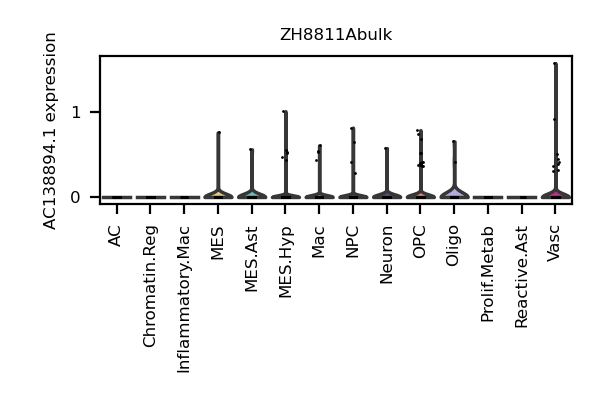 ZH8811Abulk
AC138894.1 expression
1
0
AC
Chromatin.Reg
Inflammatory.Mac
MES
MES.Ast
MES.Hyp
Mac
NPC
Neuron
OPC
Oligo
Prolif.Metab
Reactive.Ast
Vasc